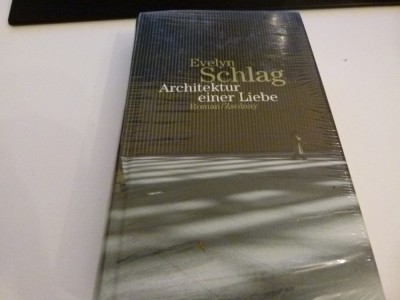 Evelyn
Schlag
Architektur
einer Liebe
Roman/Zsolnay